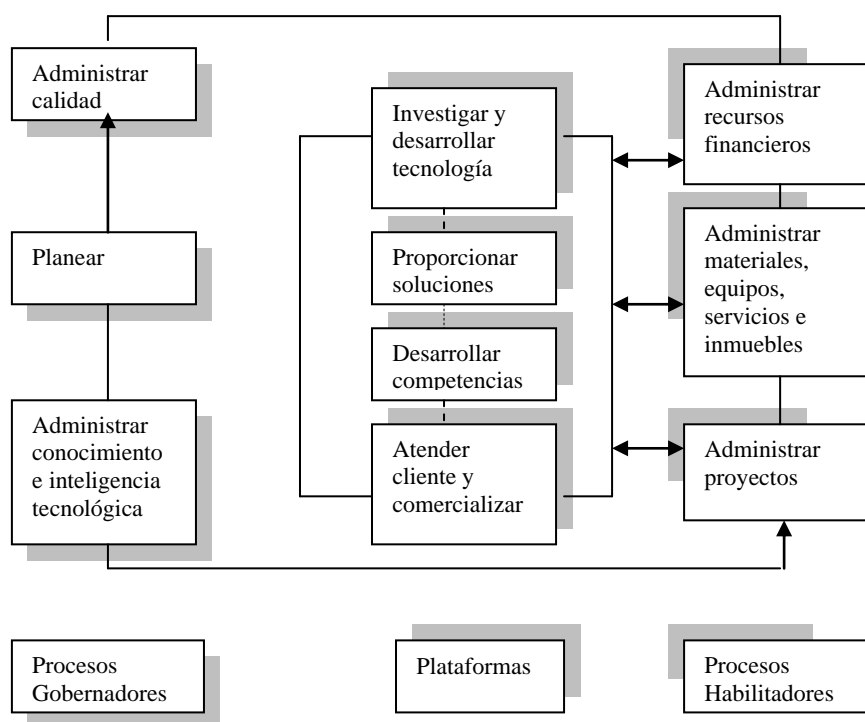 Administrar
calidad
Planear
Administrar
conocimiento
e inteligencia
tecnológica
Investigar y
desarrollar
tecnología
Proporcionar
soluciones
Desarrollar
competencias
Atender
cliente y
comercializar
Administrar
recursos
financieros
Administrar
materiales,
equipos,
servicios e
inmuebles
Administrar
proyectos
Procesos
Gobernadores
Plataformas
Procesos
Habilitadores